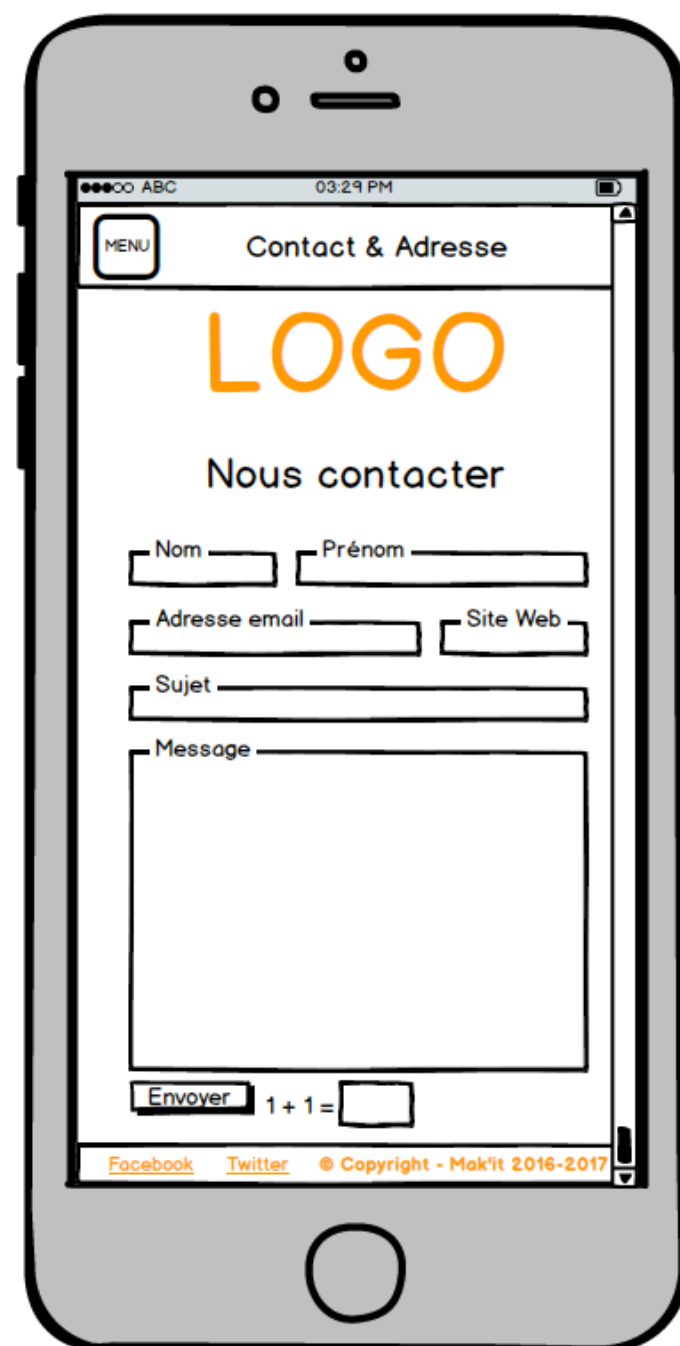 ABC 03:29 PM
MENU Contact & Adresse
LOGO
Nous contacter
Nom Prénom
Adresse email Site Web
Sujet
Message
Envoyer 1 + 1 =
Facebook Twitter © Copyright - Mak'it 2016-2017